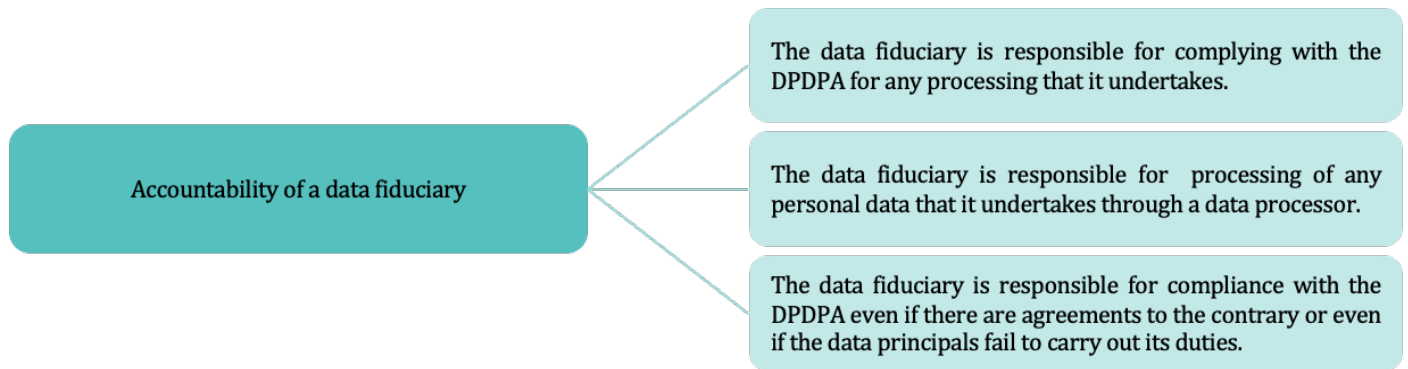 Accountability of a data fiduciary
The data fiduciary is responsible for complying with the
DPDPA for any processing that it undertakes.
The data fiduciary is responsible for processing of any
personal data that it undertakes through a data processor.
The data fiduciary is responsible for compliance with the
DPDPA even if there are agreements to the contrary or even
if the data principals fail to carry out its duties.